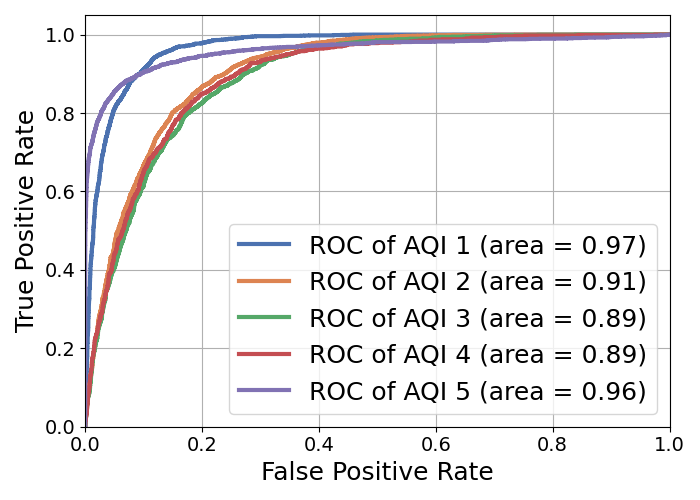 1.0
0.8
0.6
0.4
0.2
0.0
True Positive Rate
ROC of AQI 1 (area = 0.97)
ROC of AQI 2 (area = 0.91)
ROC of AQI 3 (area = 0.89)
ROC of AQI 4 (area = 0.89)
ROC of AQI 5 (area = 0.96)
0.0 0.2 0.4 0.6 0.8 1.0
False Positive Rate